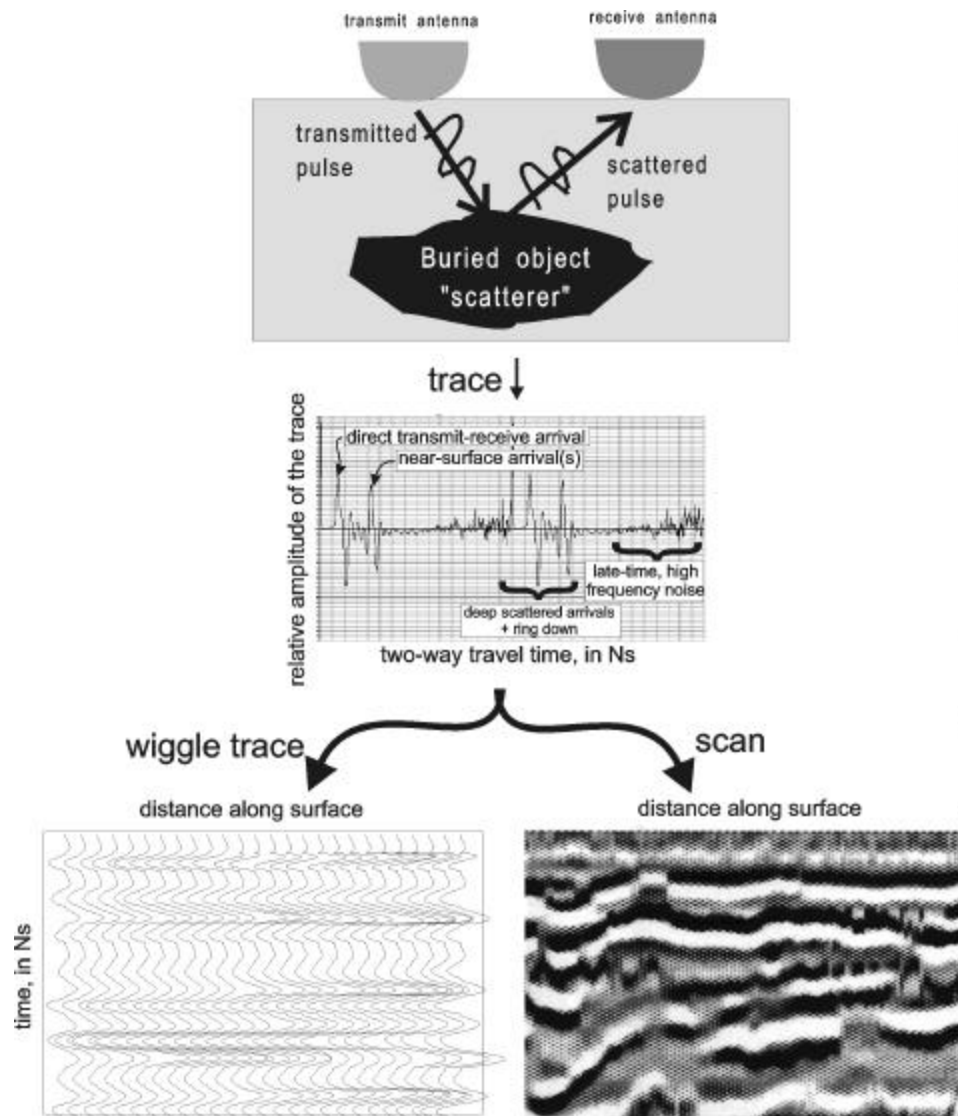 transmit antenna
receive antenna
transmitted
pulse
scattered
pulse
Buried object
"scatterer"
trace
relative amplitude of the trace
direct transmit-receive arrival
near-surface arrival(s)
late-time, high
frequency noise
deep scattered arrivals
+ ring down
two-way travel time, in Ns
wiggle trace
scan
distance along surface
distance along surface
time, in Ns